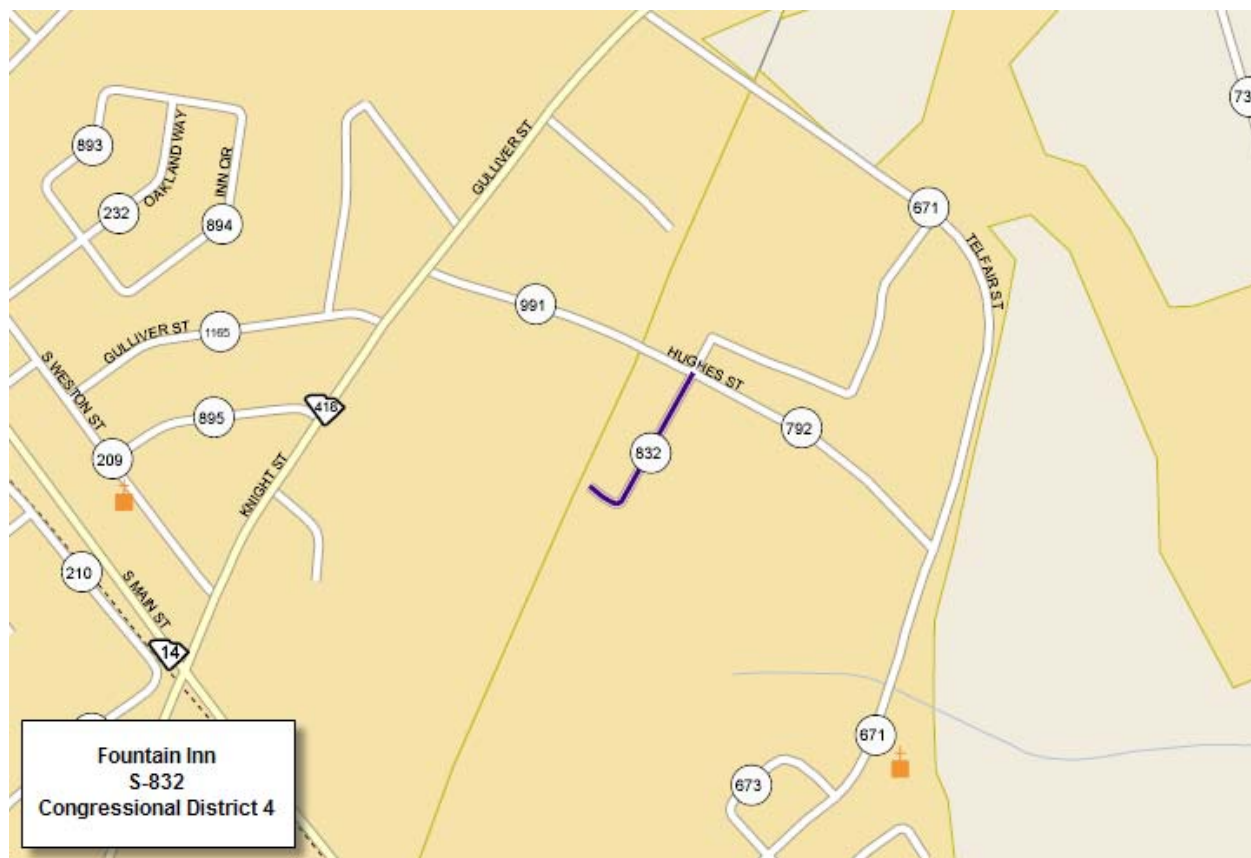 GULLIVER ST
893
OAKLAND WAY
INN CIR
232
894
73
671
TELFAIR ST
991
GULLIVER ST
1165
HUGHES ST
S WESTON ST
895
418
792
832
209
KNIGHT ST
210
S MAIN ST
14
671
673
Fountain Inn
S-832
Congressional District 4